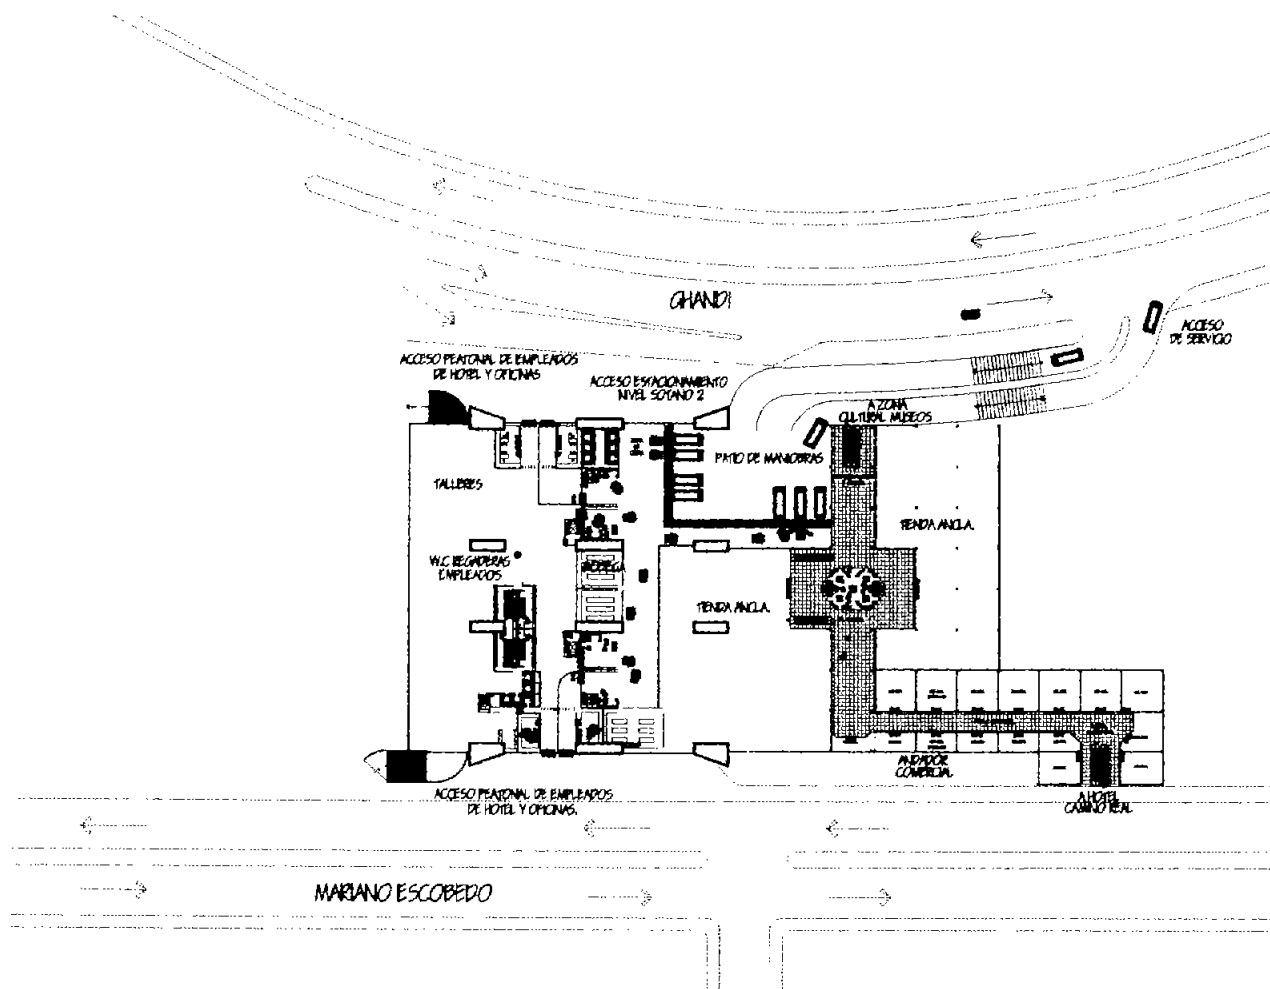 GHANDI
ACCESO
DE SERVICIO
ACCESO PEATONAL DE EMPLEADOS
DE HOTEL Y OFICINAS
ACCESO ESTACIONAMIENTO
NIVEL SOTANO 2
A ZONA
CULTURAL MUSEOS
PATIO DE MANIOBRAS
TALLERES
TIENDA ANCLA.
W.C REGADERAS
EMPLEADOS
BODEGA
TIENDA ANCLA.
ANDADOR
COMERCIAL
ACCESO PEATONAL DE EMPLEADOS
DE HOTEL Y OFICINAS.
A HOTEL
CAMINO REAL
MARIANO ESCOBEDO